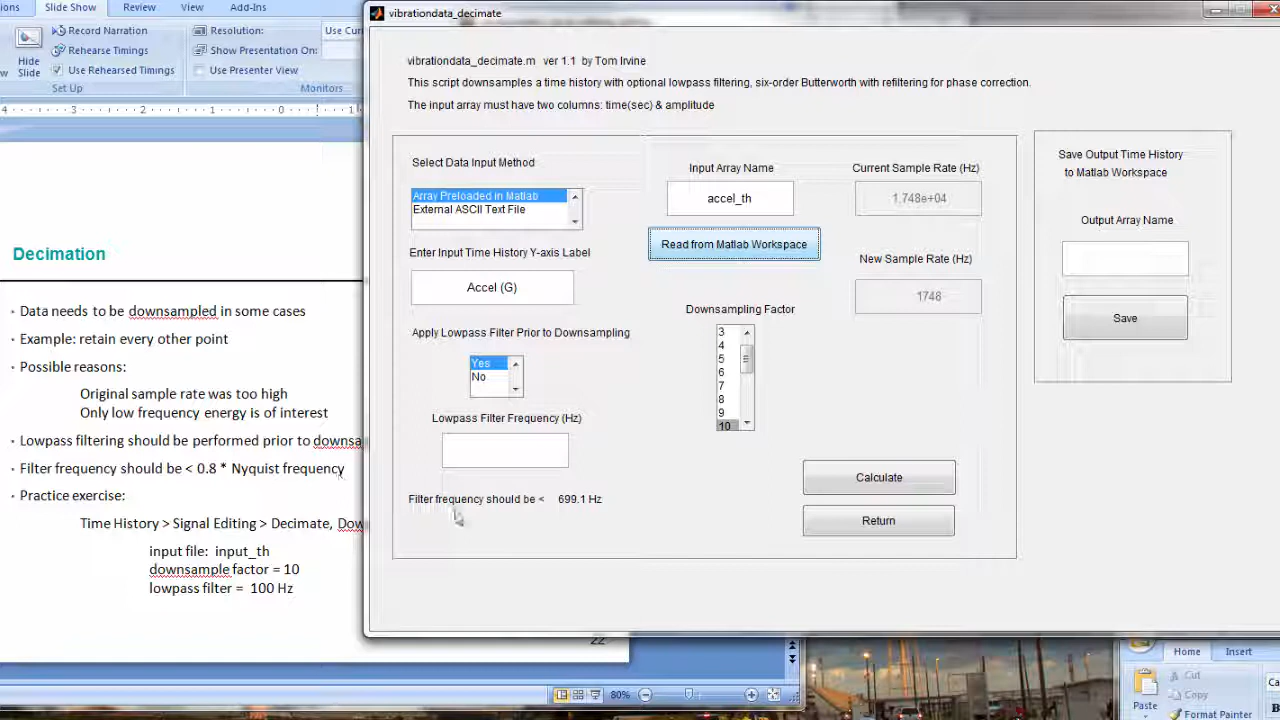 ions
Slide Show
Review
View
Add-Ins
Hide
Slide
Record Narration
Rehearse Timings
Use Rehearsed Timings
Set Up
Resolution:
Use Cur
Show Presentation On:
Use Presenter View
Monitors
4 3 2 1 0 1
Decimation
• Data needs to be downsampled in some cases
• Example: retain every other point
• Possible reasons:
Original sample rate was too high
Only low frequency energy is of interest
• Lowpass filtering should be performed prior to downsa
• Filter frequency should be < 0.8 * Nyquist frequency
• Practice exercise:
Time History > Signal Editing > Decimate, Dow
input file: input_th
downsample factor = 10
lowpass filter = 100 Hz
22
80%
vibrationdata_decimate
vibrationdata_decimate.m ver 1.1 by Tom Irvine
This script downsamples a time history with optional lowpass filtering, six-order Butterworth with refiltering for phase correction.
The input array must have two columns: time(sec) & amplitude
Select Data Input Method
Array Preloaded in Matlab
External ASCII Text File
Enter Input Time History Y-axis Label
Accel (G)
Apply Lowpass Filter Prior to Downsampling
Yes
No
Lowpass Filter Frequency (Hz)
Filter frequency should be < 699.1 Hz
Input Array Name
accel_th
Read from Matlab Workspace
Downsampling Factor
3
4
5
6
7
8
9
10
Current Sample Rate (Hz)
1.748e+04
New Sample Rate (Hz)
1748
Calculate
Return
Save Output Time History
to Matlab Workspace
Output Array Name
Save
Home
Insert
Paste
Cut
Copy
Format Painter
Ca
B